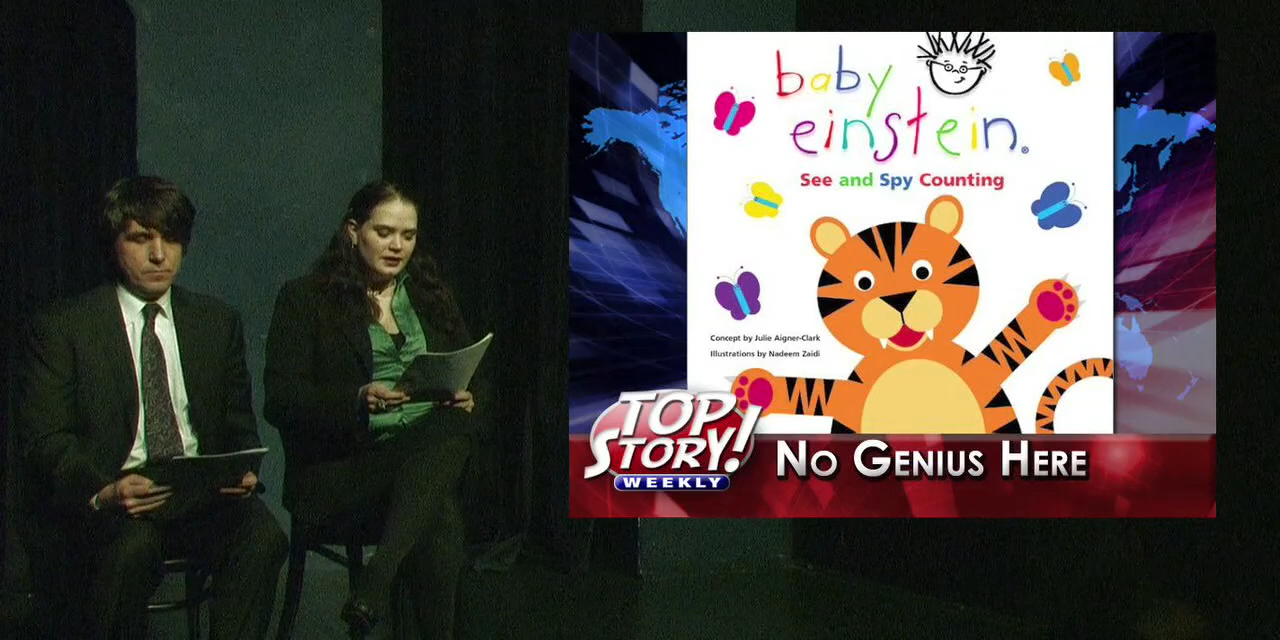 baby
einstein.®
See and Spy Counting
Concept by Julie Aigner-Clark
Illustrations by Nadeem Zaidi
TOP
STORY!
WEEKLY
No Genius Here